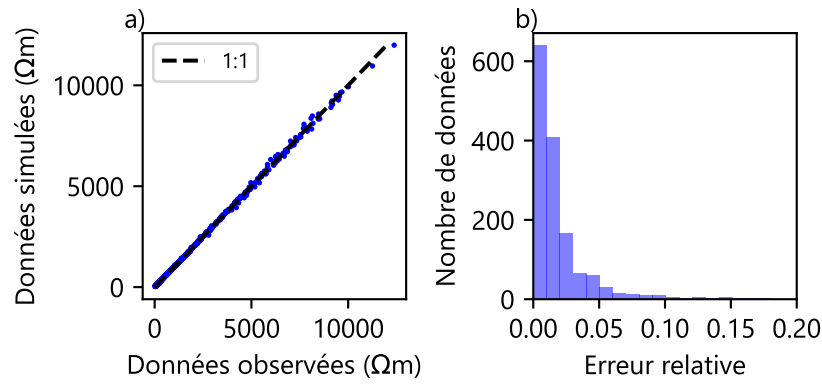 a)
1:1
Données simulées (Ωm)
10000
5000
0
0
5000
10000
Données observées (Ωm)
b)
Nombre de données
600
400
200
0
0.00
0.05
0.10
0.15
0.20
Erreur relative